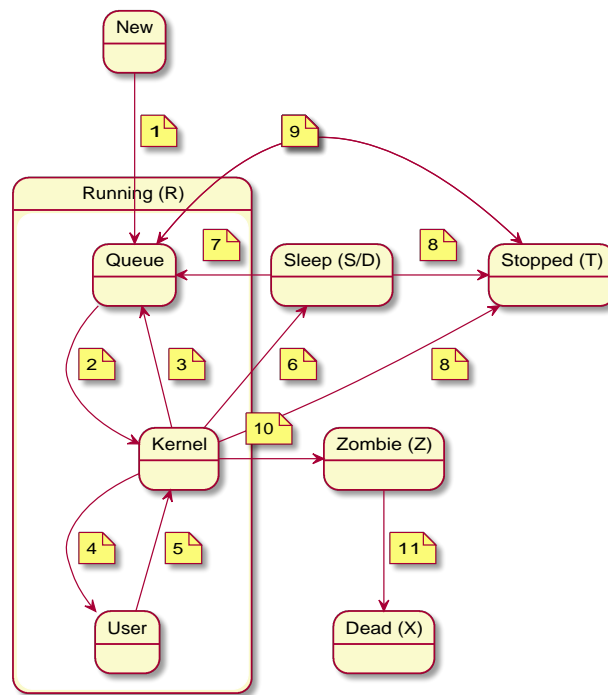 New
1
9
Running (R)
Queue
7
Sleep (S/D)
8
Stopped (T)
2
3
6
8
10
Kernel
Zombie (Z)
4
5
11
User
Dead (X)